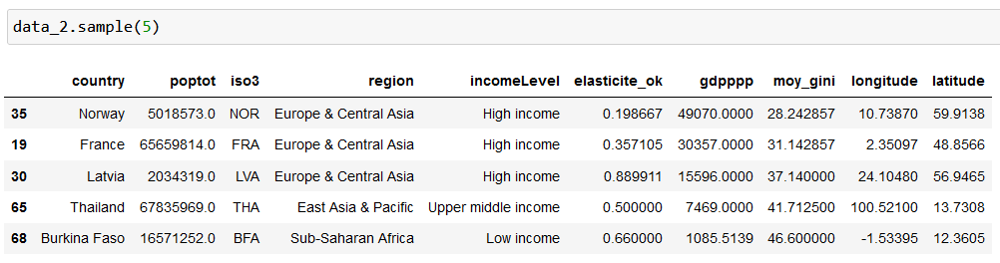 data_2.sample(5)
country poptot iso3 region incomeLevel elasticite_ok gdpppp moy_gini longitude latitude
35 Norway 5018573.0 NOR Europe & Central Asia High income 0.198667 49070.0000 28.242857 10.73870 59.9138
19 France 65659814.0 FRA Europe & Central Asia High income 0.357105 30357.0000 31.142857 2.35097 48.8566
30 Latvia 2034319.0 LVA Europe & Central Asia High income 0.889911 15596.0000 37.140000 24.10480 56.9465
65 Thailand 67835969.0 THA East Asia & Pacific Upper middle income 0.500000 7469.0000 41.712500 100.52100 13.7308
68 Burkina Faso 16571252.0 BFA Sub-Saharan Africa Low income 0.660000 1085.5139 46.600000 -1.53395 12.3605